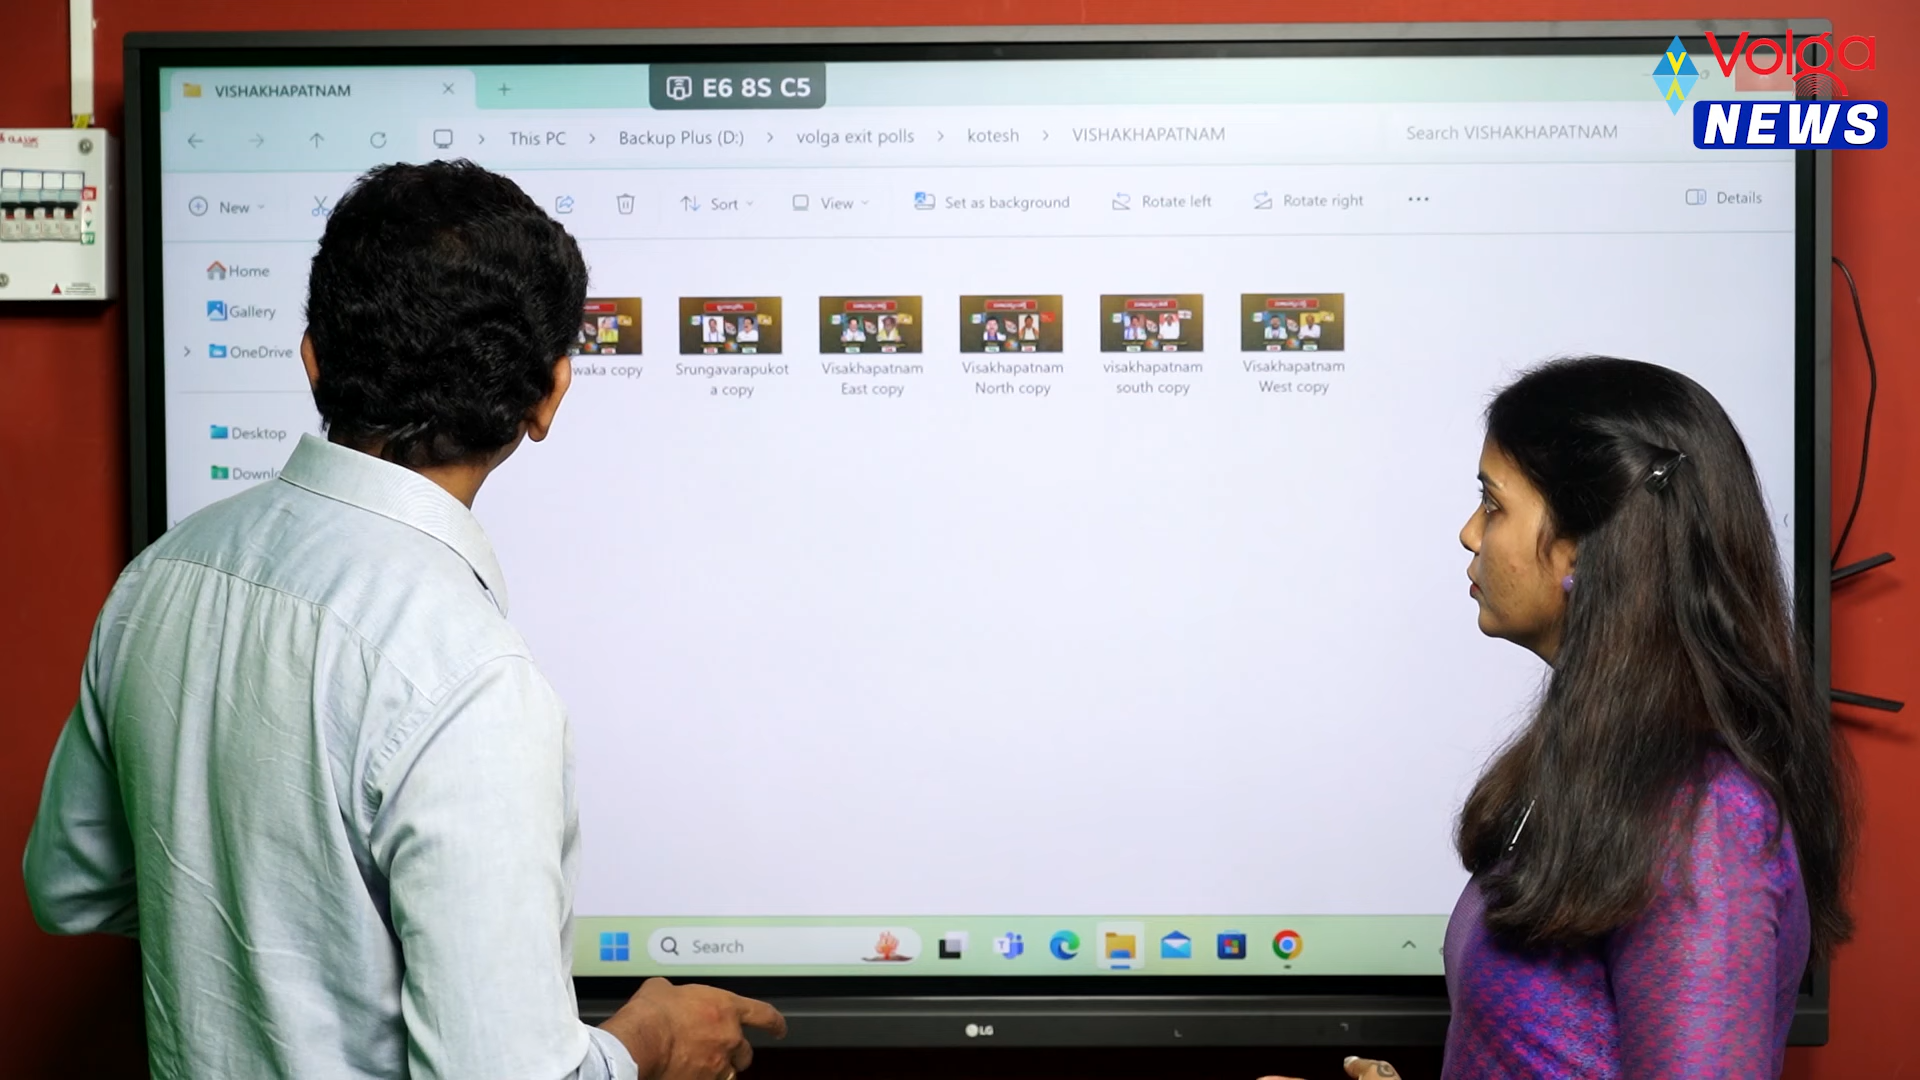 VISHAKHAPATNAM
E6 8S C5
Volga
NEWS
This PC > Backup Plus (D:) > volga exit polls > kotesh > VISHAKHAPATNAM
Search VISHAKHAPATNAM
New
Sort
View
Set as background
Rotate left
Rotate right
Details
Home
Gallery
OneDrive
Desktop
Downlo
waka copy
Srungavarapukot
a copy
Visakhapatnam
East copy
Visakhapatnam
North copy
visakhapatnam
south copy
Visakhapatnam
West copy
Search
LG